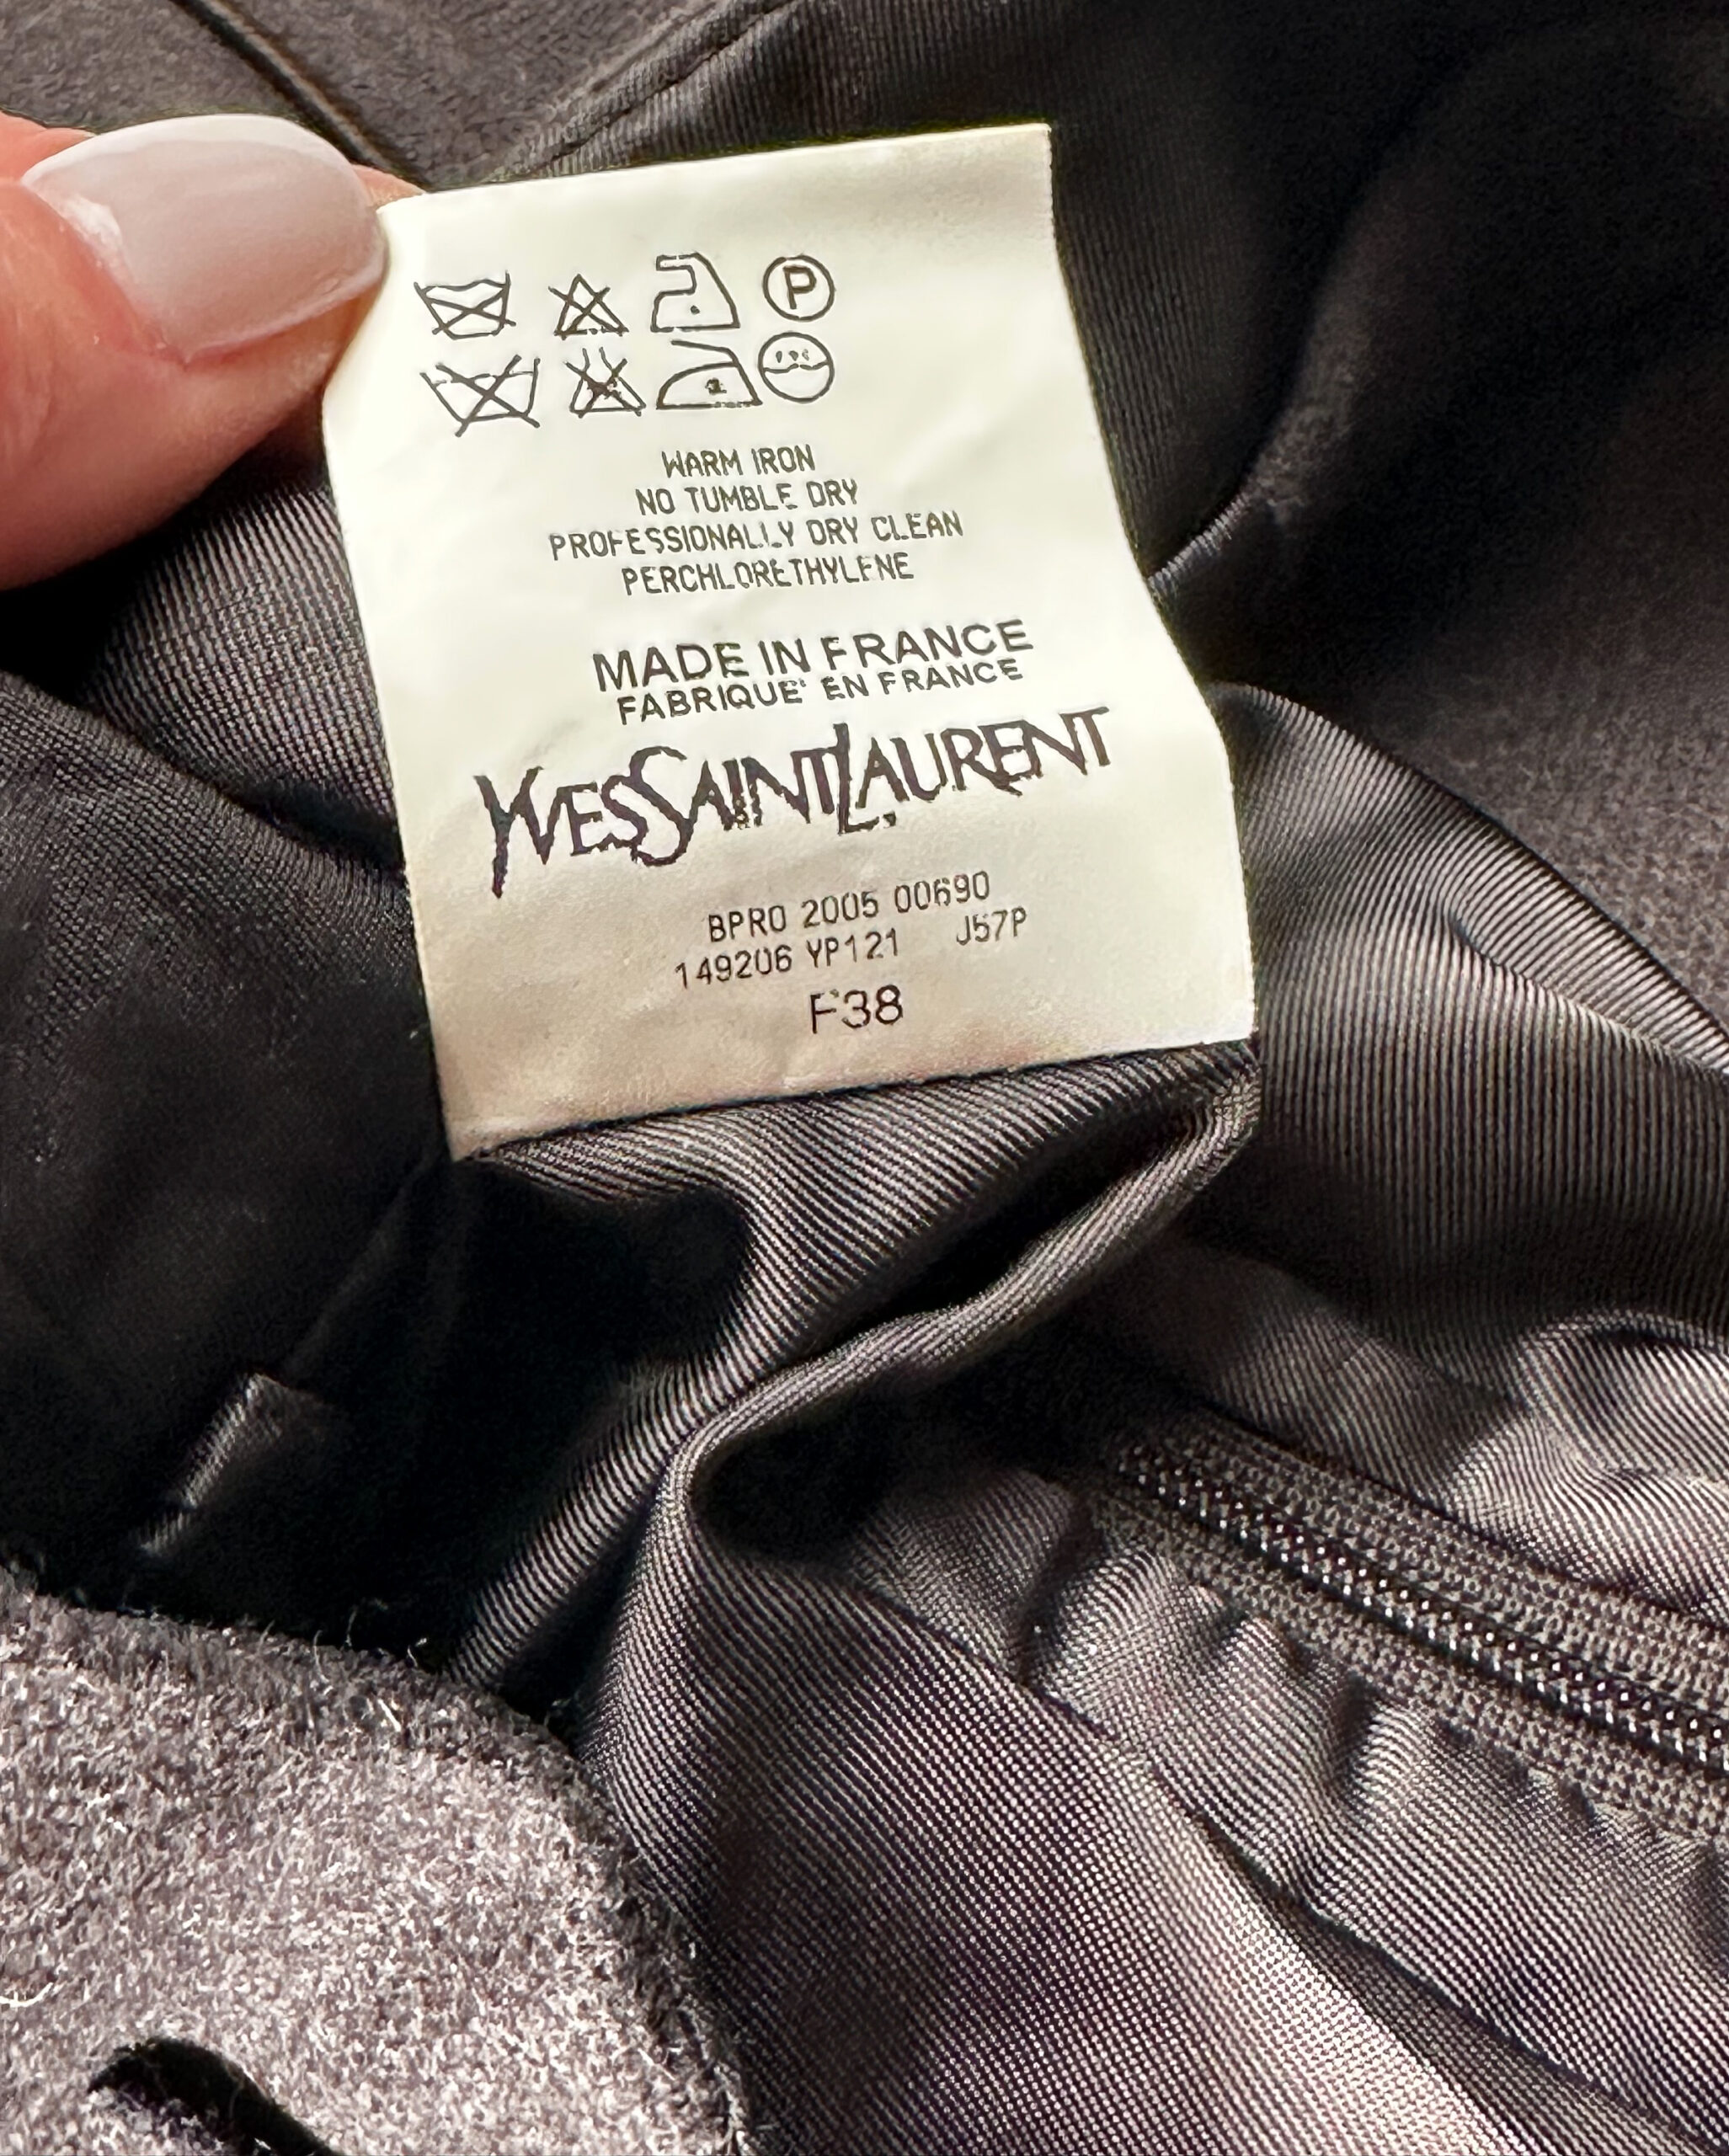 P
WARM IRON
NO TUMBLE DRY
PROFESSIONALLY DRY CLEAN
PERCHLORETHYLENE
MADE IN FRANCE
FABRIQUE' EN FRANCE
YVESSAINTLAURENT
BPRO 2005 00690
149206 YP121 J57P
F38